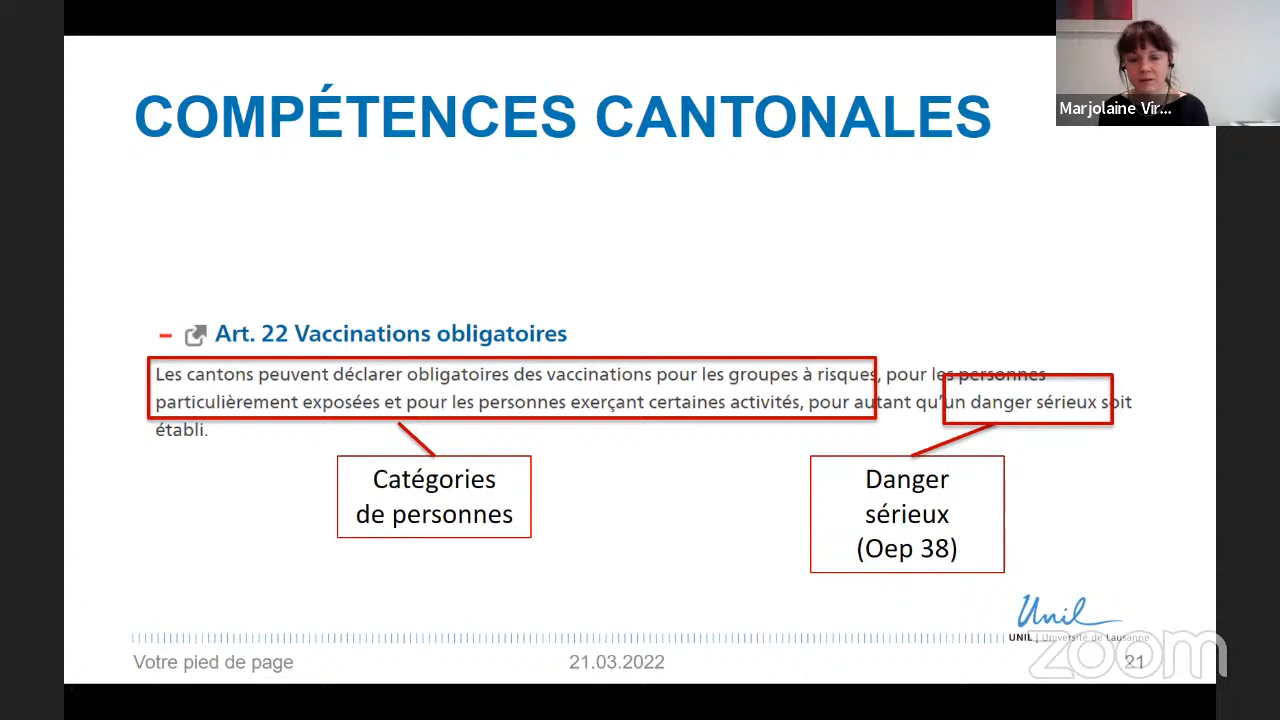 COMPÉTENCES CANTONALES
Marjolaine Vir...
Art. 22 Vaccinations obligatoires
Les cantons peuvent déclarer obligatoires des vaccinations pour les groupes à risques, pour les personnes
particulièrement exposées et pour les personnes exerçant certaines activités, pour autant qu'un danger sérieux soit
établi.
Catégories
de personnes
Danger
sérieux
(Oep 38)
Unil
UNIL | Université de Lausanne
Votre pied de page
21.03.2022
21
zoom